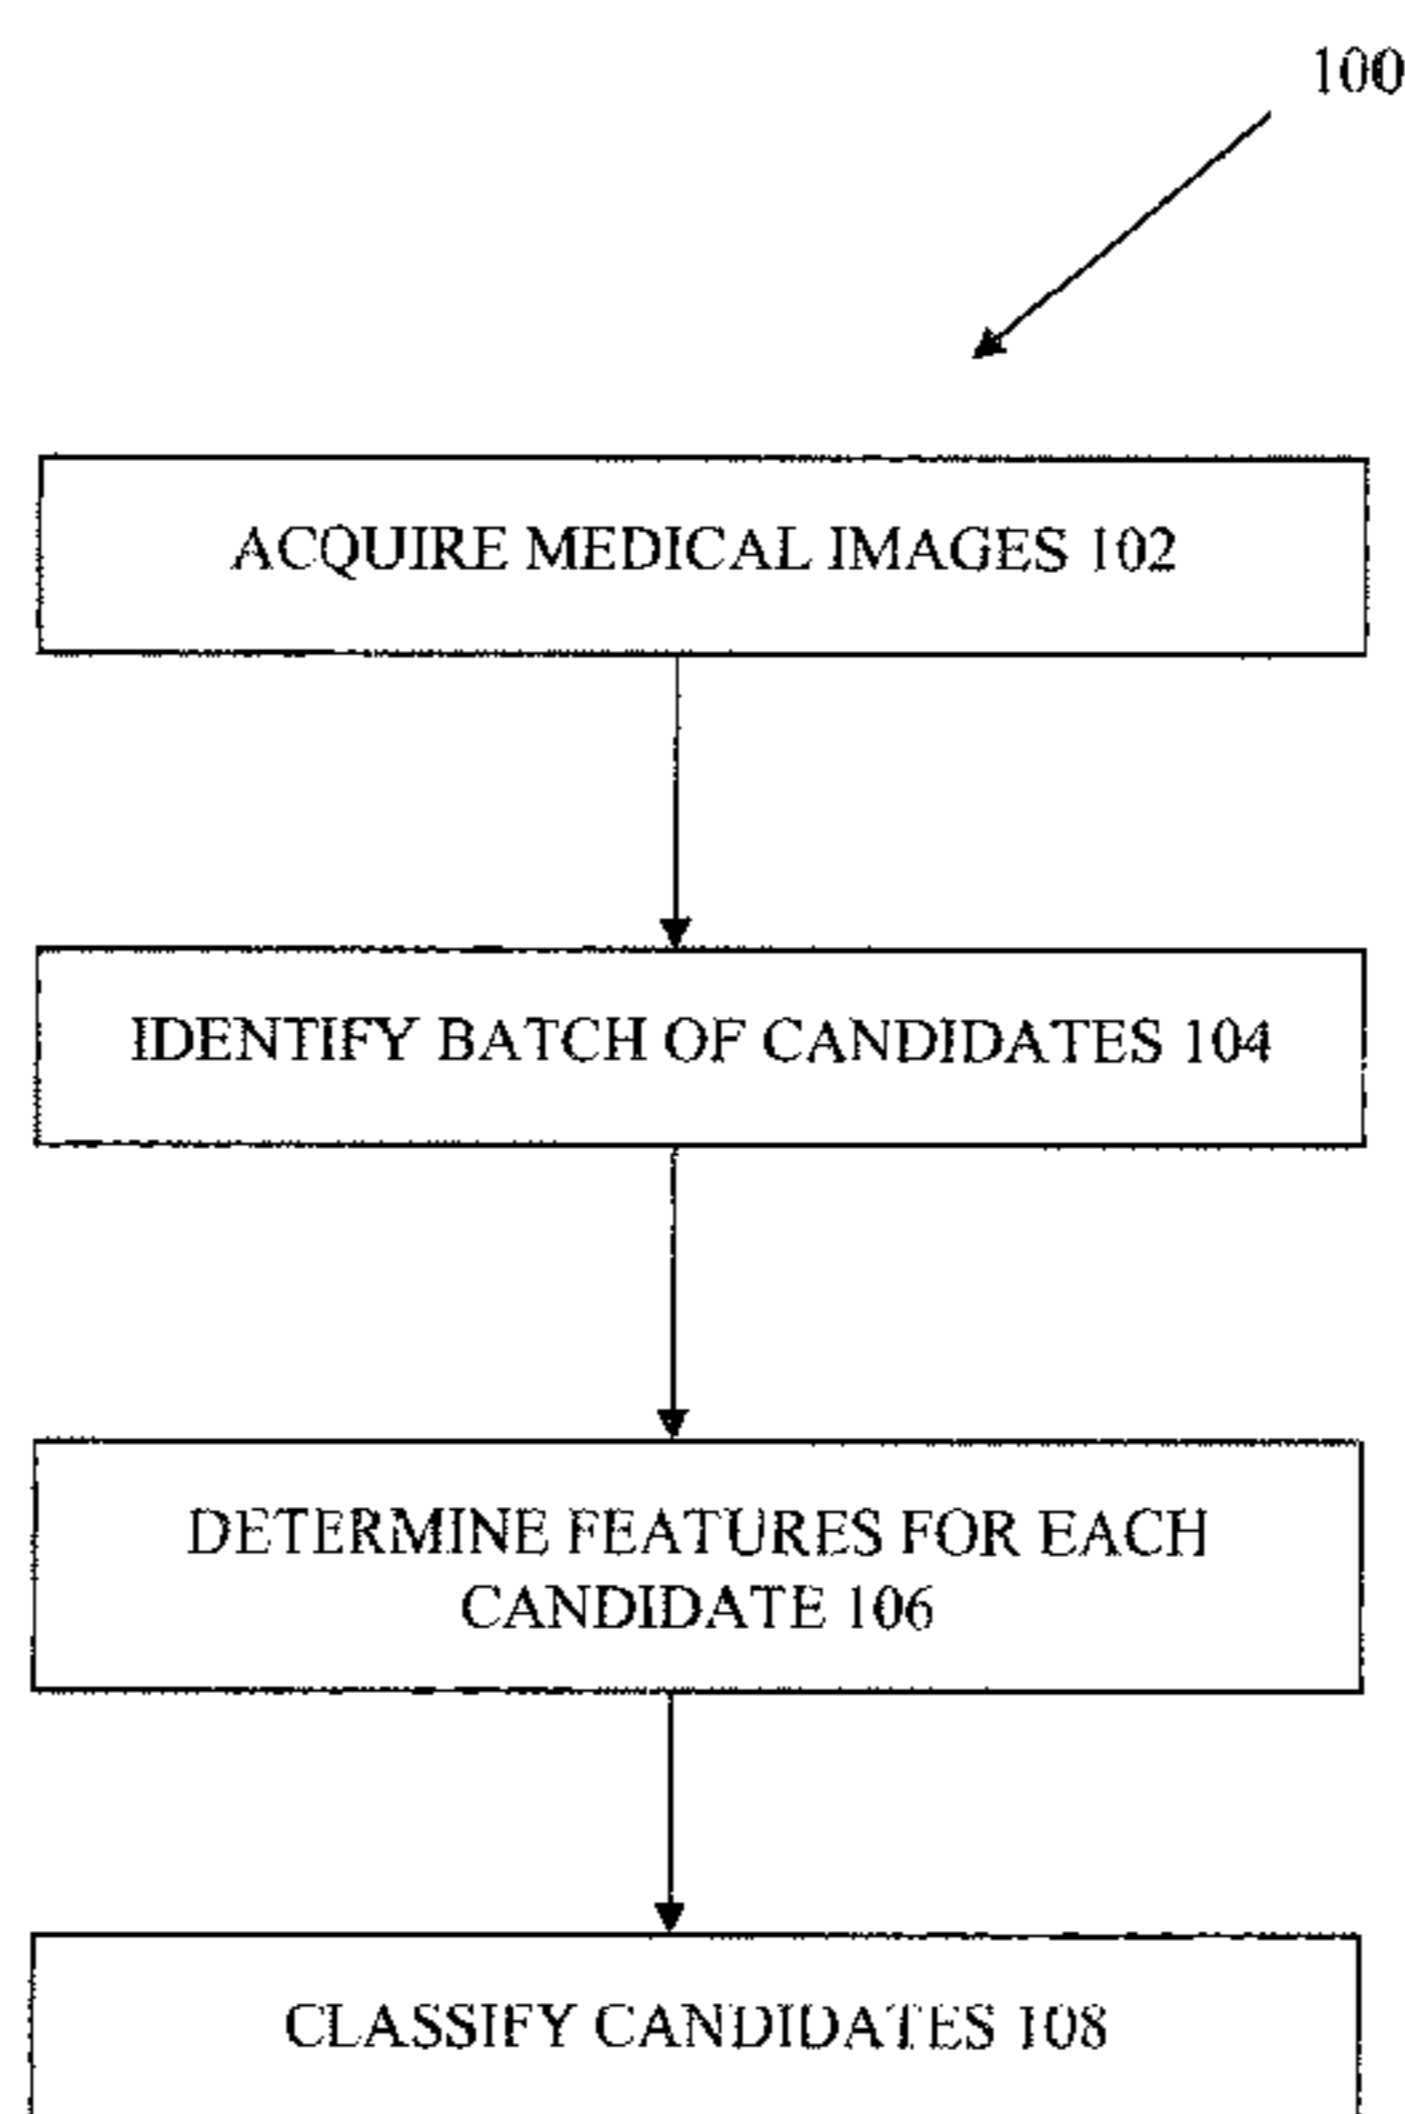 100
ACQUIRE MEDICAL IMAGES 102
IDENTIFY BATCH OF CANDIDATES 104
DETERMINE FEATURES FOR EACH
CANDIDATE 106
CLASSIFY CANDIDATES 108